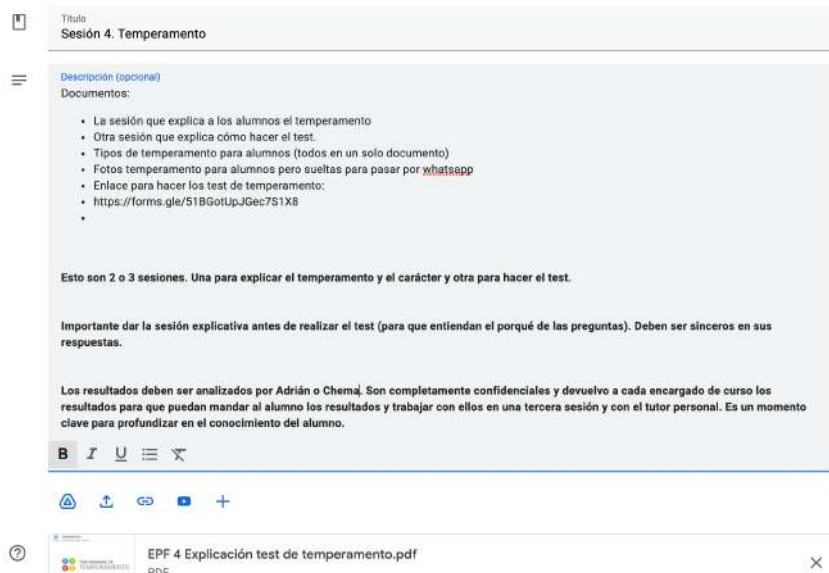 Título
Sesión 4. Temperamento
Descripción (opcional)
Documentos:
La sesión que explica a los alumnos el temperamento
Otra sesión que explica cómo hacer el test.
Tipos de temperamento para alumnos (todos en un solo documento)
Fotos temperamento para alumnos pero sueltas para pasar por whatsapp
Enlace para hacer los test de temperamento:
https://forms.gle/51BGotUpJGec7S1X8
Esto son 2 o 3 sesiones. Una para explicar el temperamento y el carácter y otra para hacer el test.
Importante dar la sesión explicativa antes de realizar el test (para que entiendan el porqué de las preguntas). Deben ser sinceros en sus
respuestas.
Los resultados deben ser analizados por Adrián o Chema. Son completamente confidenciales y devuelvo a cada encargado de curso los
resultados para que puedan mandar al alumno los resultados y trabajar con ellos en una tercera sesión y con el tutor personal. Es un momento
clave para profundizar en el conocimiento del alumno.
B I U
EPF 4 Explicación test de temperamento.pdf
PDF